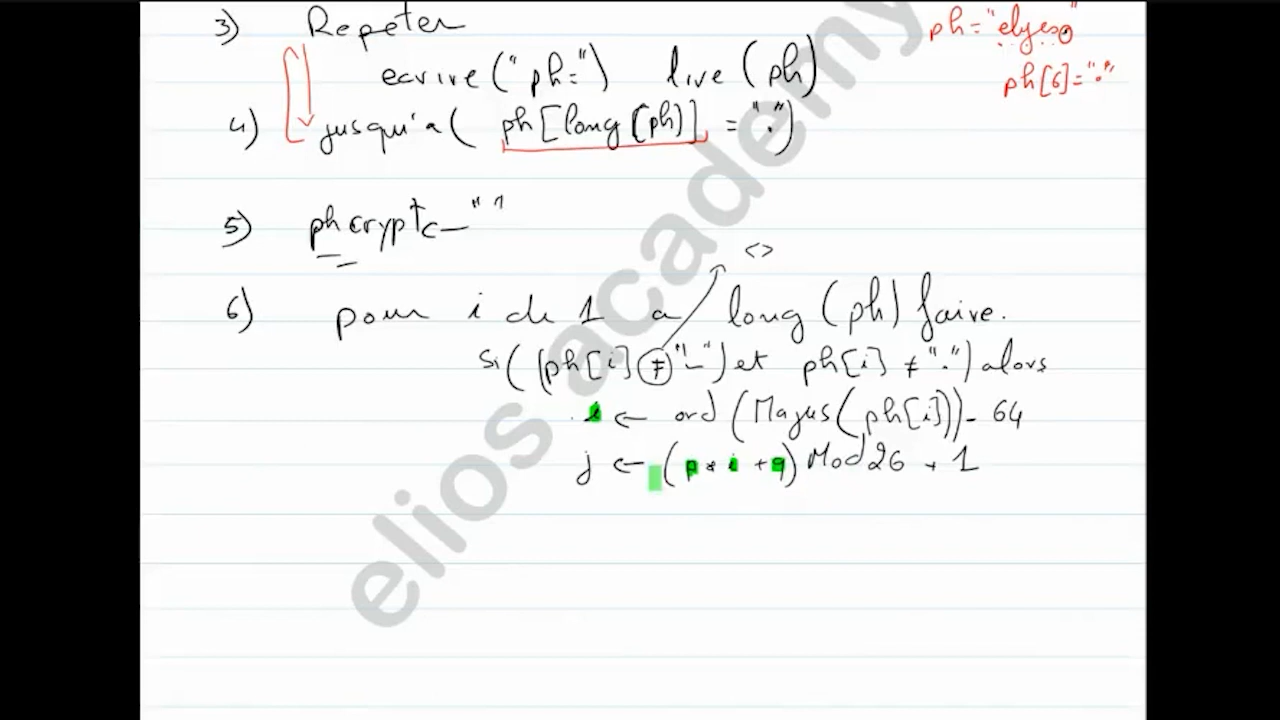 3) Repeter
ph="elyes."
ecrire("ph=") lire(ph)
ph[6]="."
4) jusqu'a( ph[long(ph)] = ".")
5) phcrypt←""
<>
6) pour i de 1 a long(ph) faire.
Si((ph[i] ≠ "_") et ph[i] ≠ ".") alors
i ← ord(Majus(ph[i]))-64
j ← (p*i+q) Mod 26 + 1
elios academy